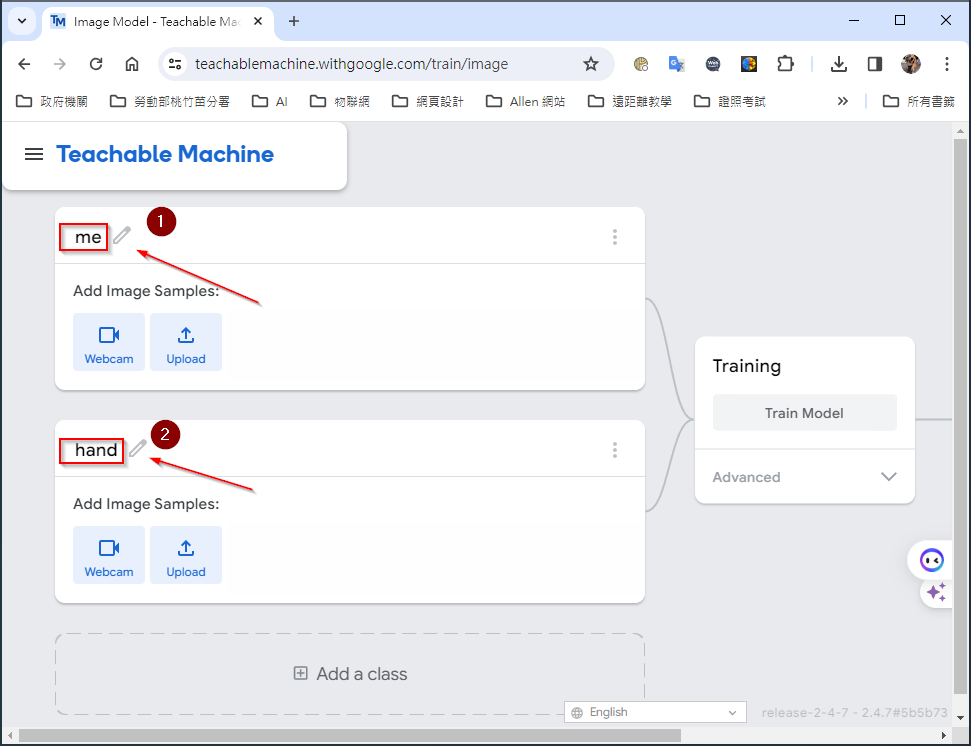 Image Model - Teachable Mac
teachablemachine.withgoogle.com/train/image
政府機關 勞動部桃竹苗分署 AI 物聯網 網頁設計 Allen 網站 遠距離教學 證照考試 » 所有書籤
Teachable Machine
me 1
Add Image Samples:
Webcam Upload
Training
Train Model
Advanced
hand 2
Add Image Samples:
Webcam Upload
Add a class
English
release-2-4-7 - 2.4.7#5b5b73